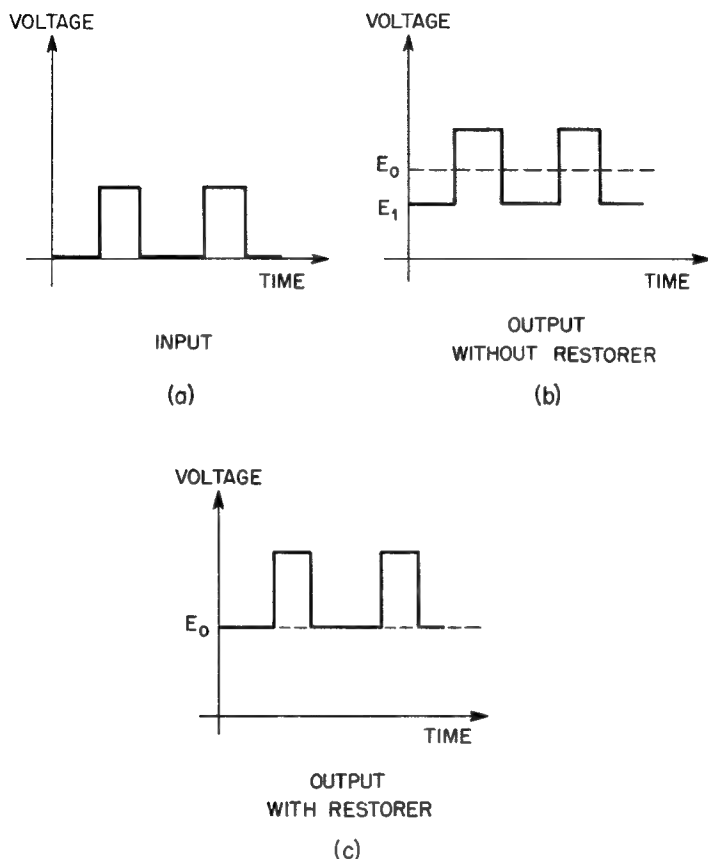 VOLTAGE
TIME
INPUT
(a)
VOLTAGE
E₀
E₁
TIME
OUTPUT
WITHOUT RESTORER
(b)
VOLTAGE
E₀
TIME
OUTPUT
WITH RESTORER
(c)